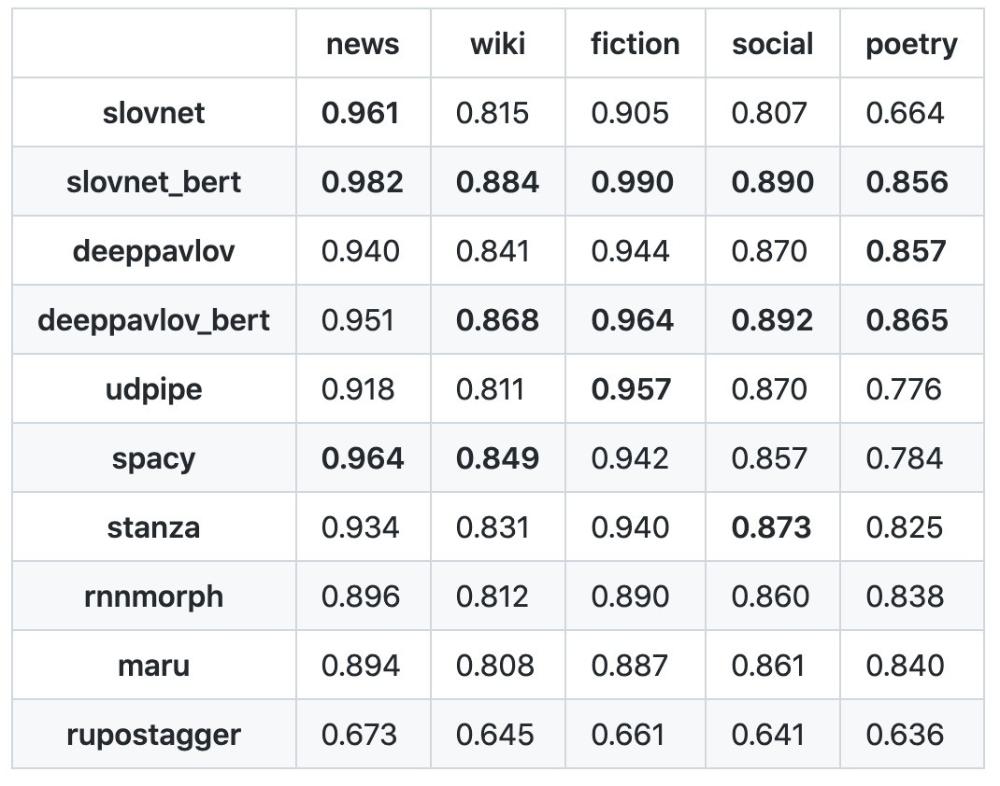 news wiki fiction social poetry
slovnet 0.961 0.815 0.905 0.807 0.664
slovnet_bert 0.982 0.884 0.990 0.890 0.856
deeppavlov 0.940 0.841 0.944 0.870 0.857
deeppavlov_bert 0.951 0.868 0.964 0.892 0.865
udpipe 0.918 0.811 0.957 0.870 0.776
spacy 0.964 0.849 0.942 0.857 0.784
stanza 0.934 0.831 0.940 0.873 0.825
rnnmorph 0.896 0.812 0.890 0.860 0.838
maru 0.894 0.808 0.887 0.861 0.840
rupostagger 0.673 0.645 0.661 0.641 0.636